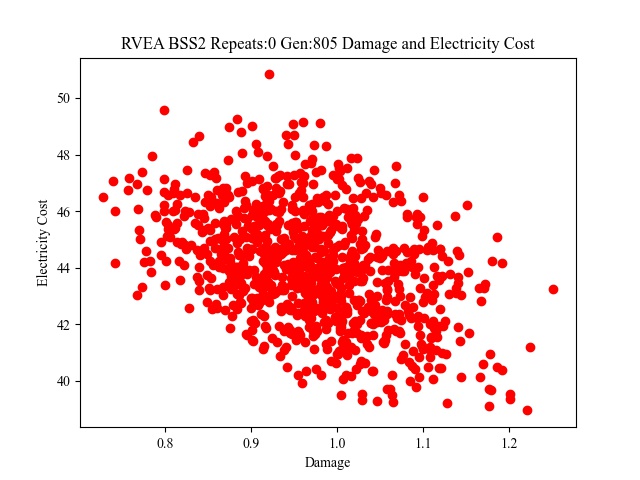 RVEA BSS2 Repeats:0 Gen:805 Damage and Electricity Cost
50
48
46
44
42
40
Electricity Cost
0.8 0.9 1.0 1.1 1.2
Damage